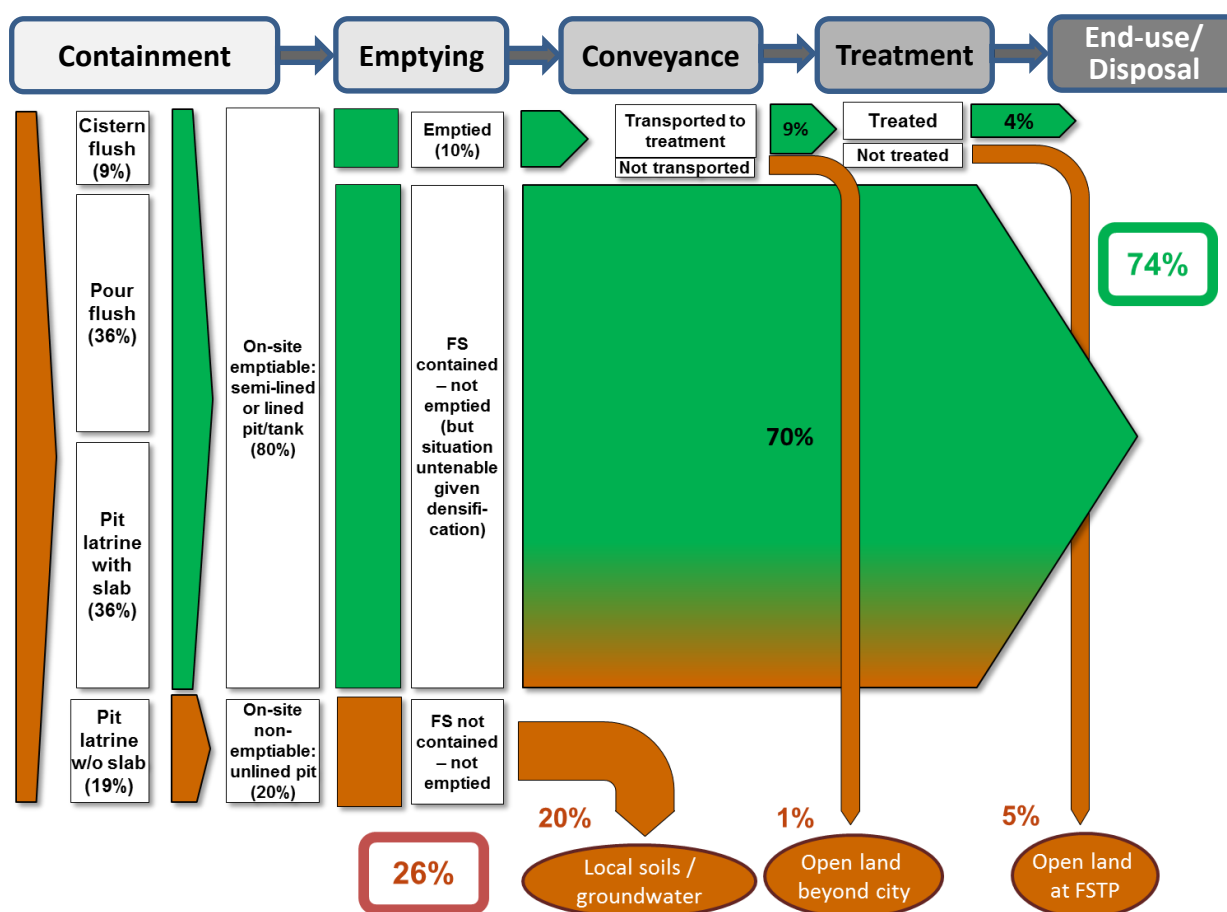 Containment
Emptying
Conveyance
Treatment
End-use/
Disposal
Cistern
flush
(9%)
Pour
flush
(36%)
Pit
latrine
with
slab
(36%)
Pit
latrine
w/o slab
(19%)
On-site
emptiable:
semi-lined
or lined
pit/tank
(80%)
On-site
non-
emptiable:
unlined pit
(20%)
Emptied
(10%)
FS
contained
– not
emptied
(but
situation
untenable
given
densifi-
cation)
FS not
contained
– not
emptied
Transported to
treatment
Not transported
9%
Treated
Not treated
4%
74%
70%
26%
20%
Local soils /
groundwater
1%
Open land
beyond city
5%
Open land
at FSTP